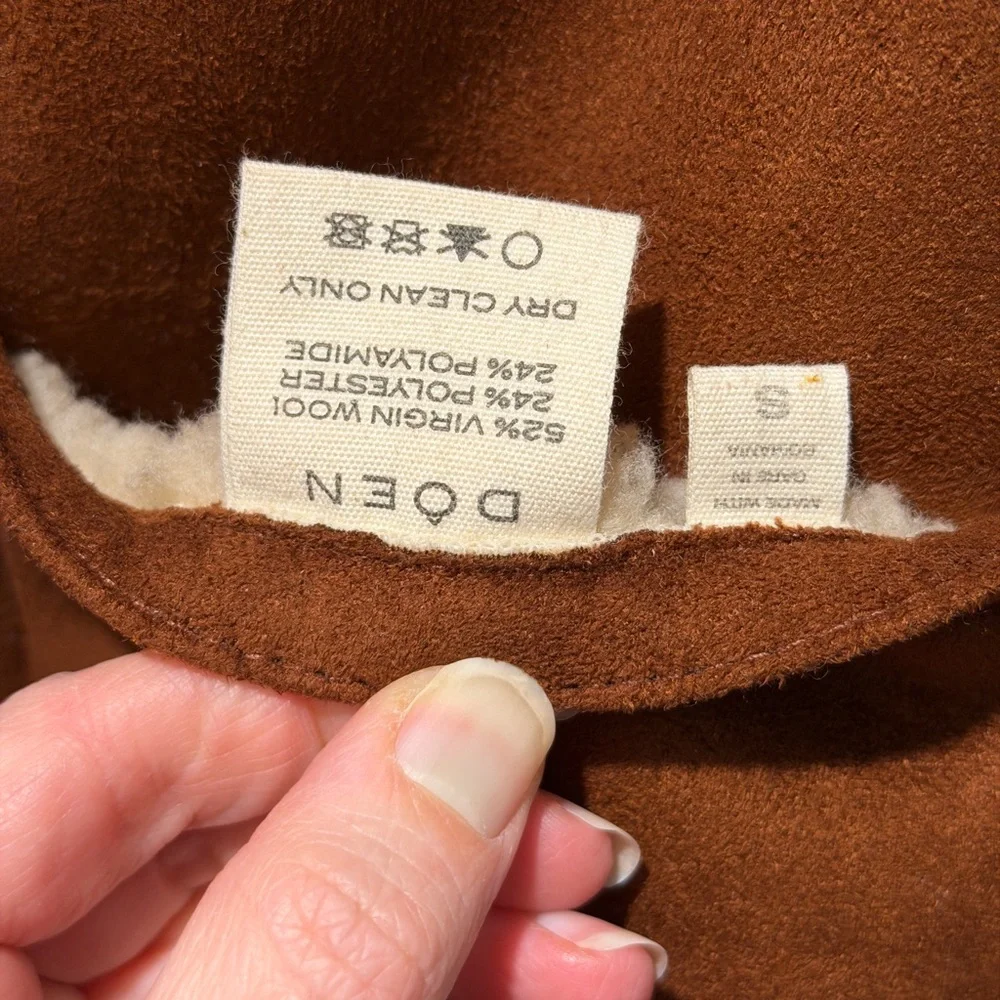 DÔEN
52% VIRGIN WOOL
24% POLYESTER
24% POLYAMIDE
DRY CLEAN ONLY
MADE WITH
CARE IN
ROMANIA
S